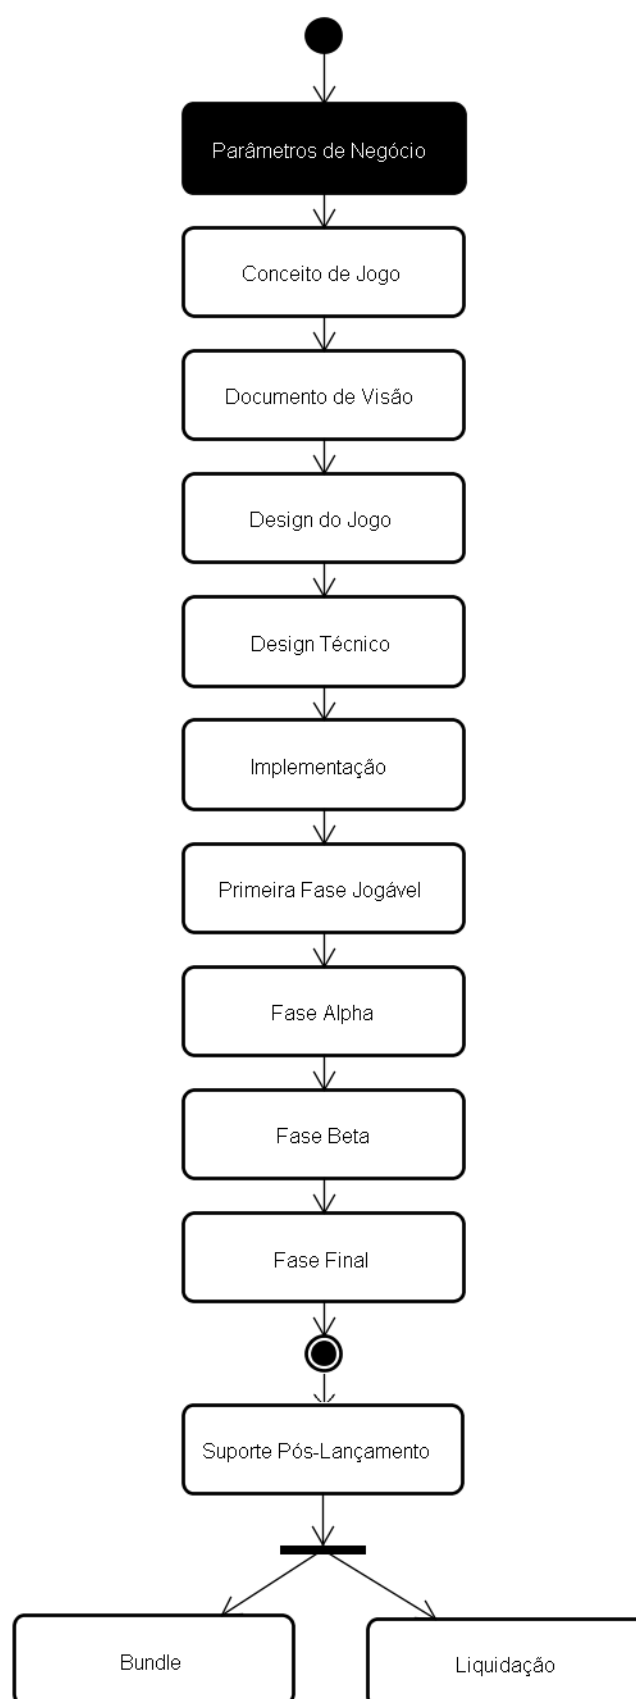 Parâmetros de Negócio
Conceito de Jogo
Documento de Visão
Design do Jogo
Design Técnico
Implementação
Primeira Fase Jogável
Fase Alpha
Fase Beta
Fase Final
Suporte Pós-Lançamento
Bundle
Liquidação